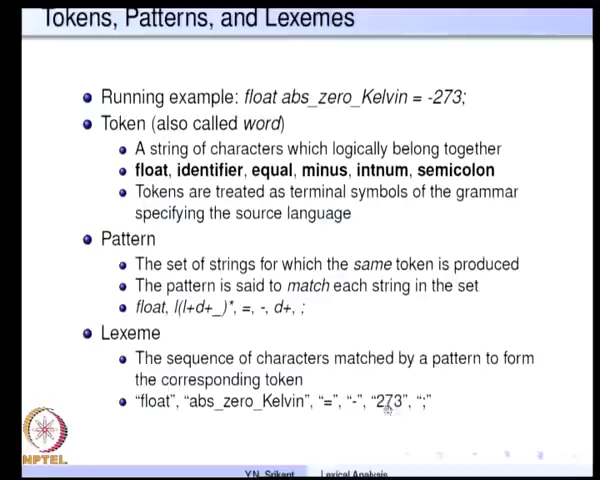 Tokens, Patterns, and Lexemes
Running example: float abs_zero_Kelvin = -273;
Token (also called word)
A string of characters which logically belong together
float, identifier, equal, minus, intnum, semicolon
Tokens are treated as terminal symbols of the grammar
specifying the source language
Pattern
The set of strings for which the same token is produced
The pattern is said to match each string in the set
float, l(l+d+_)*, =, -, d+, ;
Lexeme
The sequence of characters matched by a pattern to form
the corresponding token
“float”, “abs_zero_Kelvin”, “=”, “-”, “273”, “;”
NPTEL
Y.N. Srikant Lexical Analysis